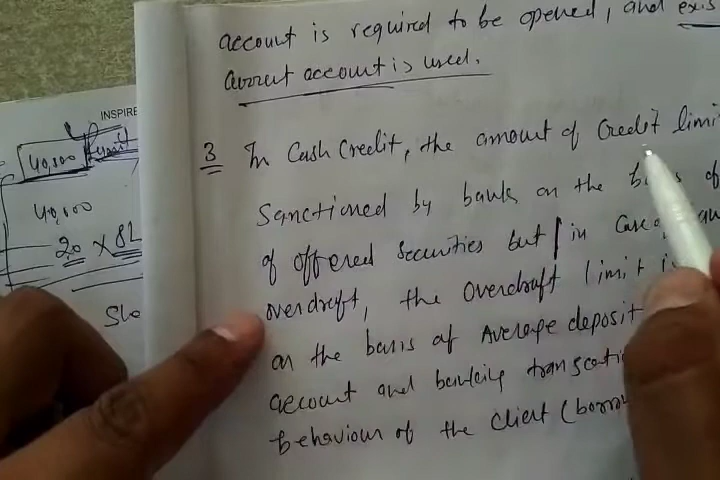 account is required to be opened, and exis
current account is used.
INSPIRE
40,000 limit
40,000
20 × 82
Slo
3 In Cash Credit, the amount of Credit limi
Sanctioned by banks on the of
of offered Securities but in Case
overdraft, the overdraft limit
on the basis of Average deposit
account and banking transcati
behaviour of the client (borro